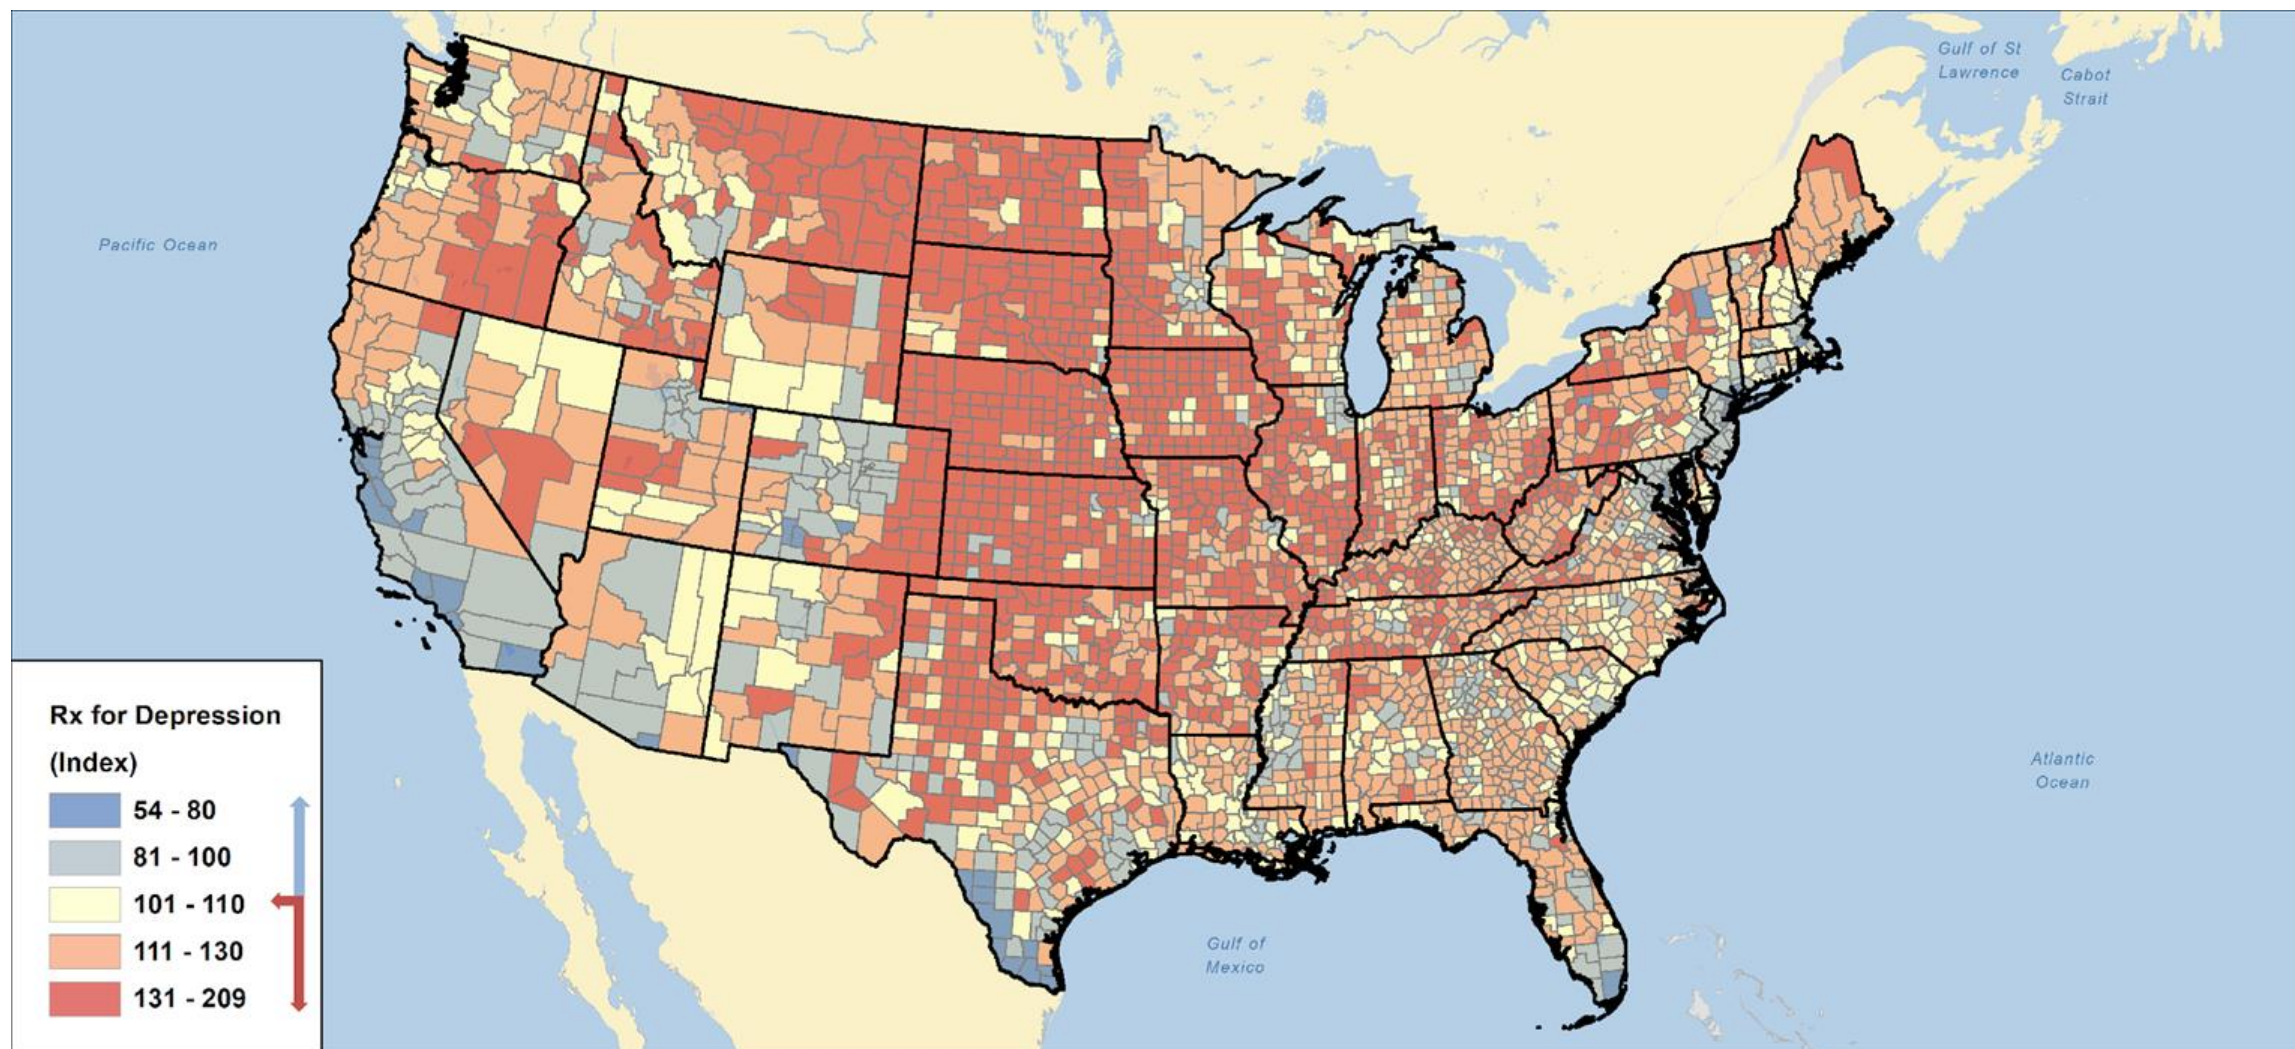 Gulf of St
Lawrence
Cabot
Strait
Pacific Ocean
Rx for Depression
(Index)
54 - 80
81 - 100
101 - 110
111 - 130
131 - 209
Atlantic
Ocean
Gulf of
Mexico